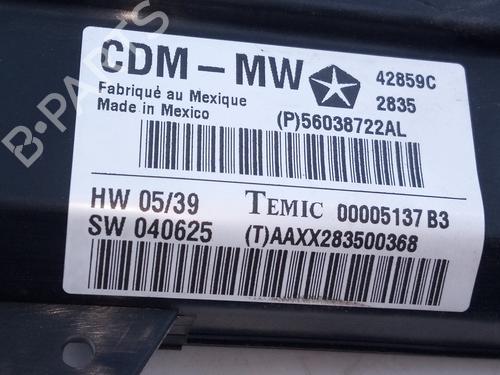 CDM-MW 42859C
Fabriqué au Mexique 2835
Made in Mexico (P)56038722AL
HW 05/39 TEMIC 00005137 B3
SW 040625 (T)AAXX283500368
B-PARTS